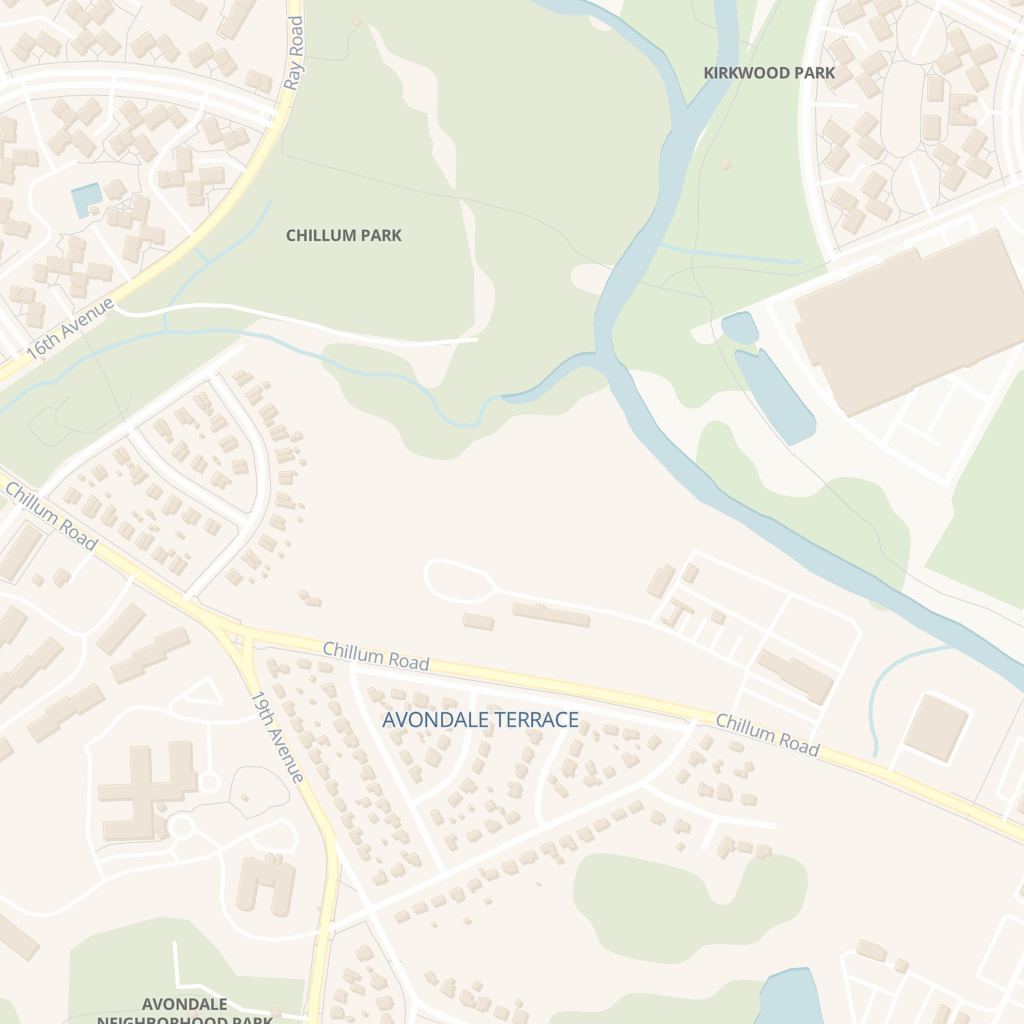 Ray Road
KIRKWOOD PARK
CHILLUM PARK
16th Avenue
Chillum Road
Chillum Road
19th Avenue
AVONDALE TERRACE
Chillum Road
AVONDALE
NEIGHBORHOOD PARK